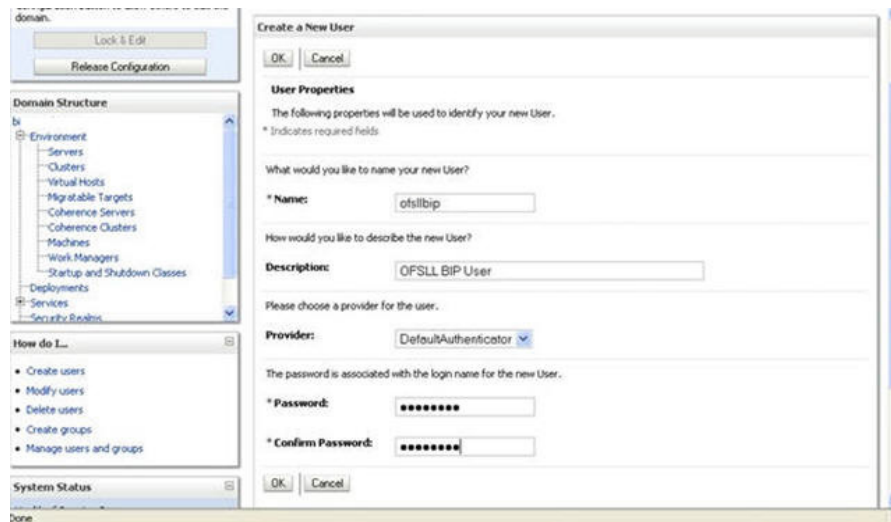 domain.
Lock & Edit
Release Configuration
Domain Structure
bi
Environment
Servers
Clusters
Virtual Hosts
Migratable Targets
Coherence Servers
Coherence Clusters
Machines
Work Managers
Startup and Shutdown Classes
Deployments
Services
Security Realms
How do I...
Create users
Modify users
Delete users
Create groups
Manage users and groups
System Status
Done
Create a New User
OK Cancel
User Properties
The following properties will be used to identify your new User.
* Indicates required fields
What would you like to name your new User?
* Name: ofsllbip
How would you like to describe the new User?
Description: OFSLL BIP User
Please choose a provider for the user.
Provider: DefaultAuthenticator
The password is associated with the login name for the new User.
* Password: ●●●●●●●●
* Confirm Password: ●●●●●●●●
OK Cancel